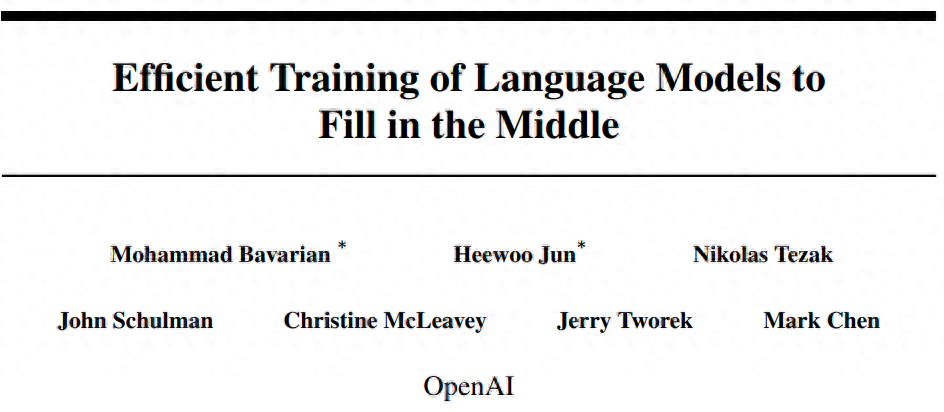 Efficient Training of Language Models to
Fill in the Middle
Mohammad Bavarian * Heewoo Jun* Nikolas Tezak
John Schulman Christine McLeavey Jerry Tworek Mark Chen
OpenAI